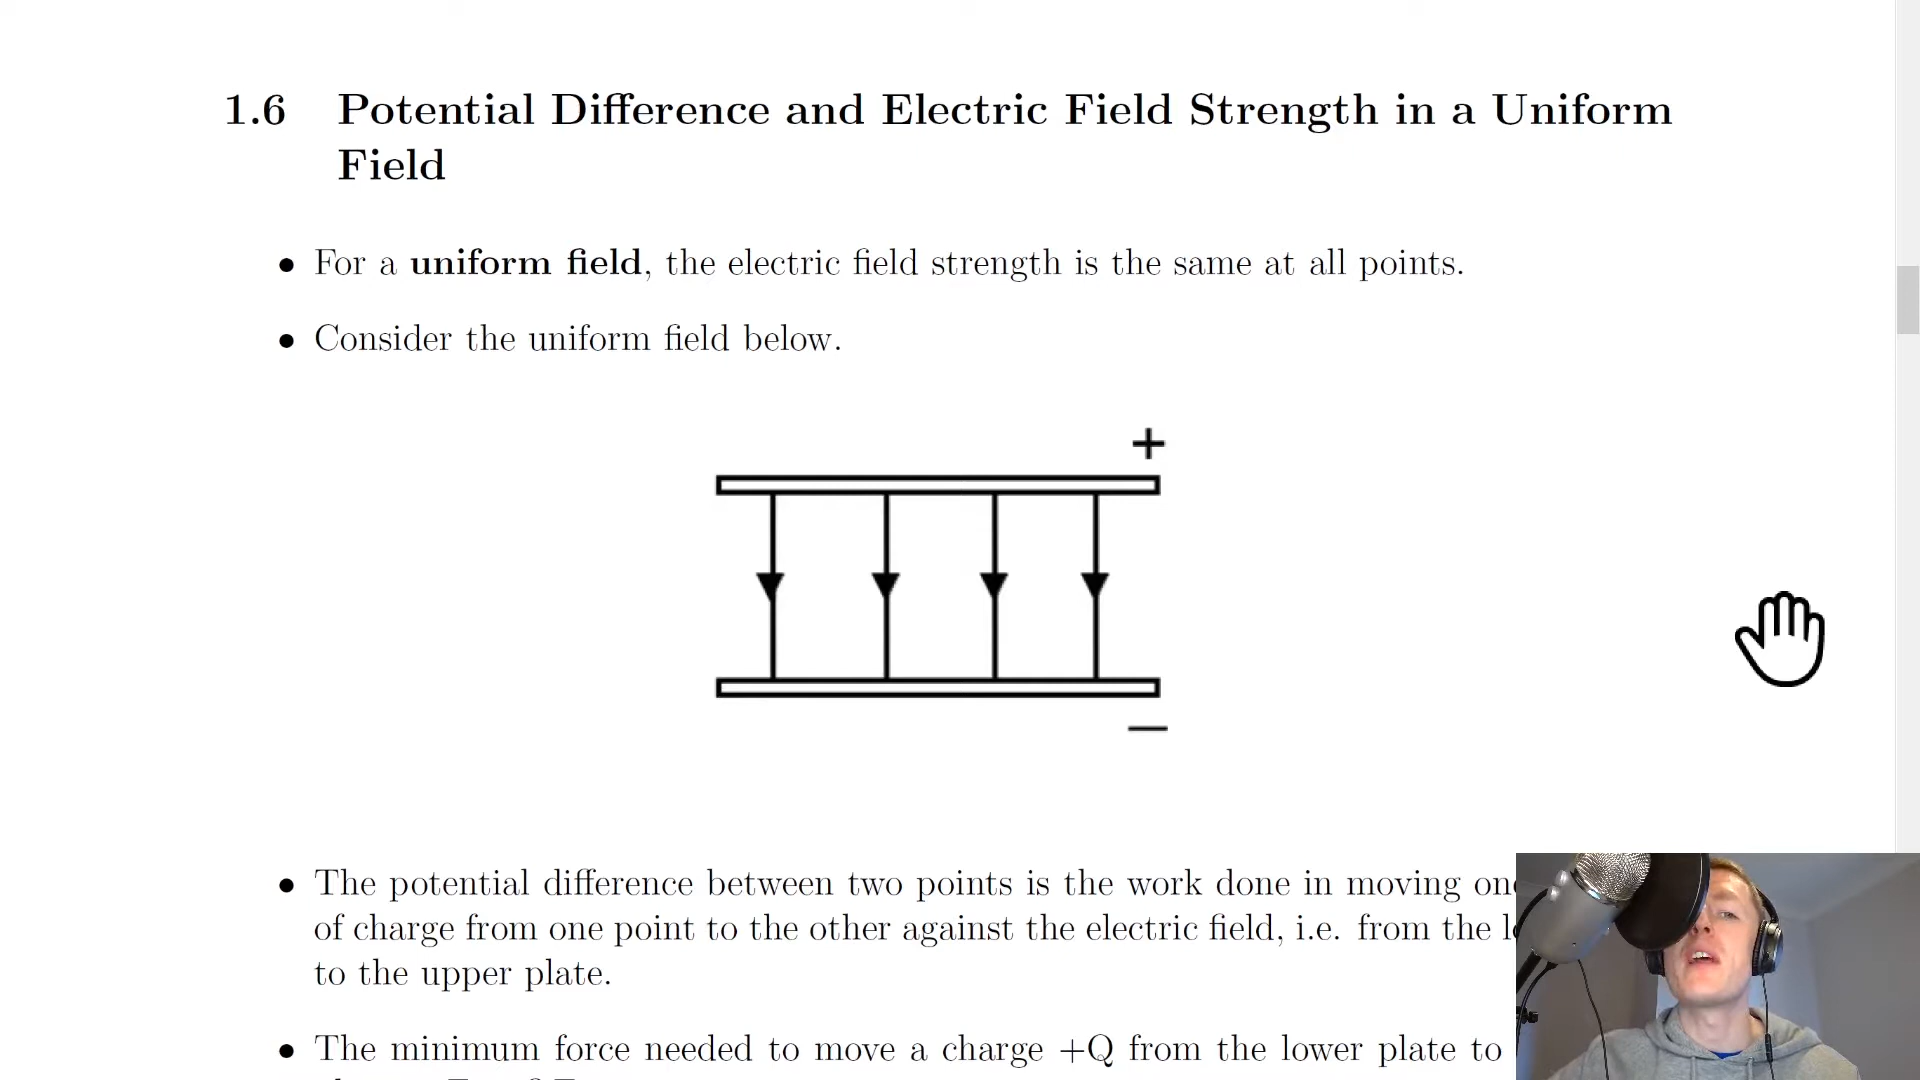 1.6 Potential Difference and Electric Field Strength in a Uniform
Field
• For a uniform field, the electric field strength is the same at all points.
• Consider the uniform field below.
+
−
• The potential difference between two points is the work done in moving
of charge from one point to the other against the electric field, i.e. from the
to the upper plate.
• The minimum force needed to move a charge +Q from the lower plate to